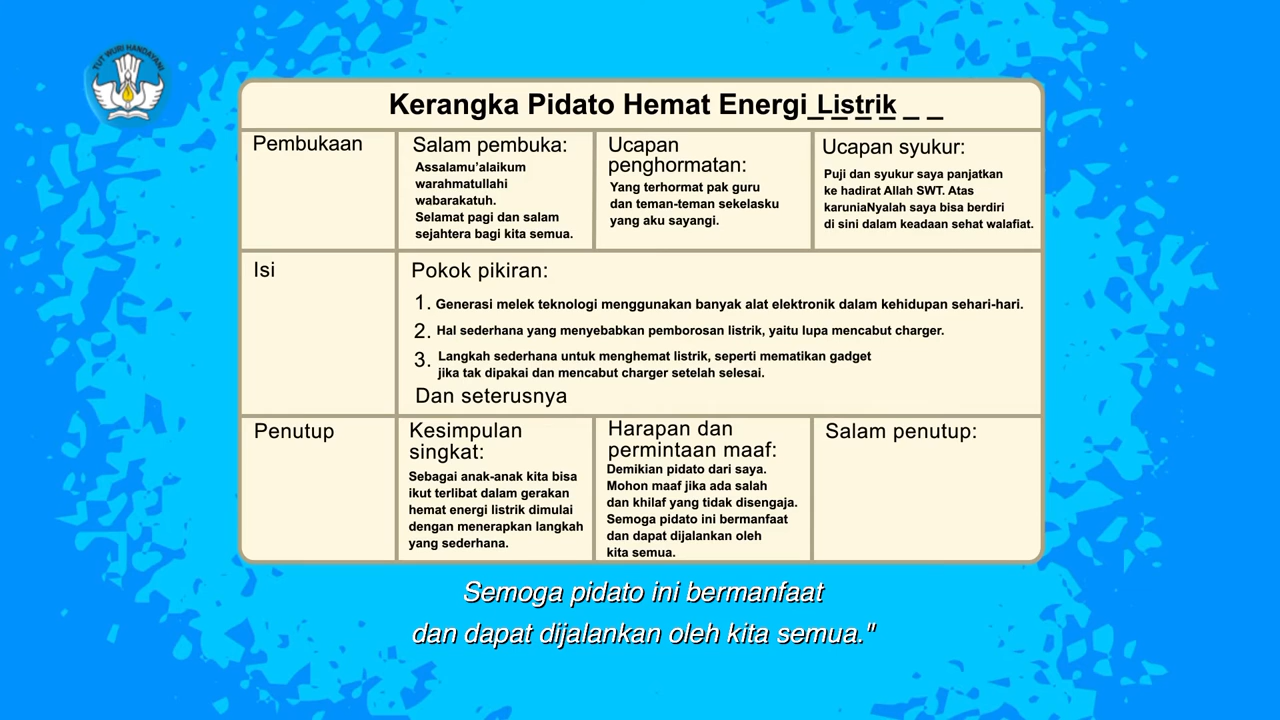 TUT WURI HANDAYANI
Kerangka Pidato Hemat Energi Listrik
Pembukaan
Salam pembuka:
Assalamu’alaikum
warahmatullahi
wabarakatuh.
Selamat pagi dan salam
sejahtera bagi kita semua.
Ucapan
penghormatan:
Yang terhormat pak guru
dan teman-teman sekelasku
yang aku sayangi.
Ucapan syukur:
Puji dan syukur saya panjatkan
ke hadirat Allah SWT. Atas
karuniaNyalah saya bisa berdiri
di sini dalam keadaan sehat walafiat.
Isi
Pokok pikiran:
1. Generasi melek teknologi menggunakan banyak alat elektronik dalam kehidupan sehari-hari.
2. Hal sederhana yang menyebabkan pemborosan listrik, yaitu lupa mencabut charger.
3. Langkah sederhana untuk menghemat listrik, seperti mematikan gadget
jika tak dipakai dan mencabut charger setelah selesai.
Dan seterusnya
Penutup
Kesimpulan
singkat:
Sebagai anak-anak kita bisa
ikut terlibat dalam gerakan
hemat energi listrik dimulai
dengan menerapkan langkah
yang sederhana.
Harapan dan
permintaan maaf:
Demikian pidato dari saya.
Mohon maaf jika ada salah
dan khilaf yang tidak disengaja.
Semoga pidato ini bermanfaat
dan dapat dijalankan oleh
kita semua.
Salam penutup:
Semoga pidato ini bermanfaat
dan dapat dijalankan oleh kita semua."